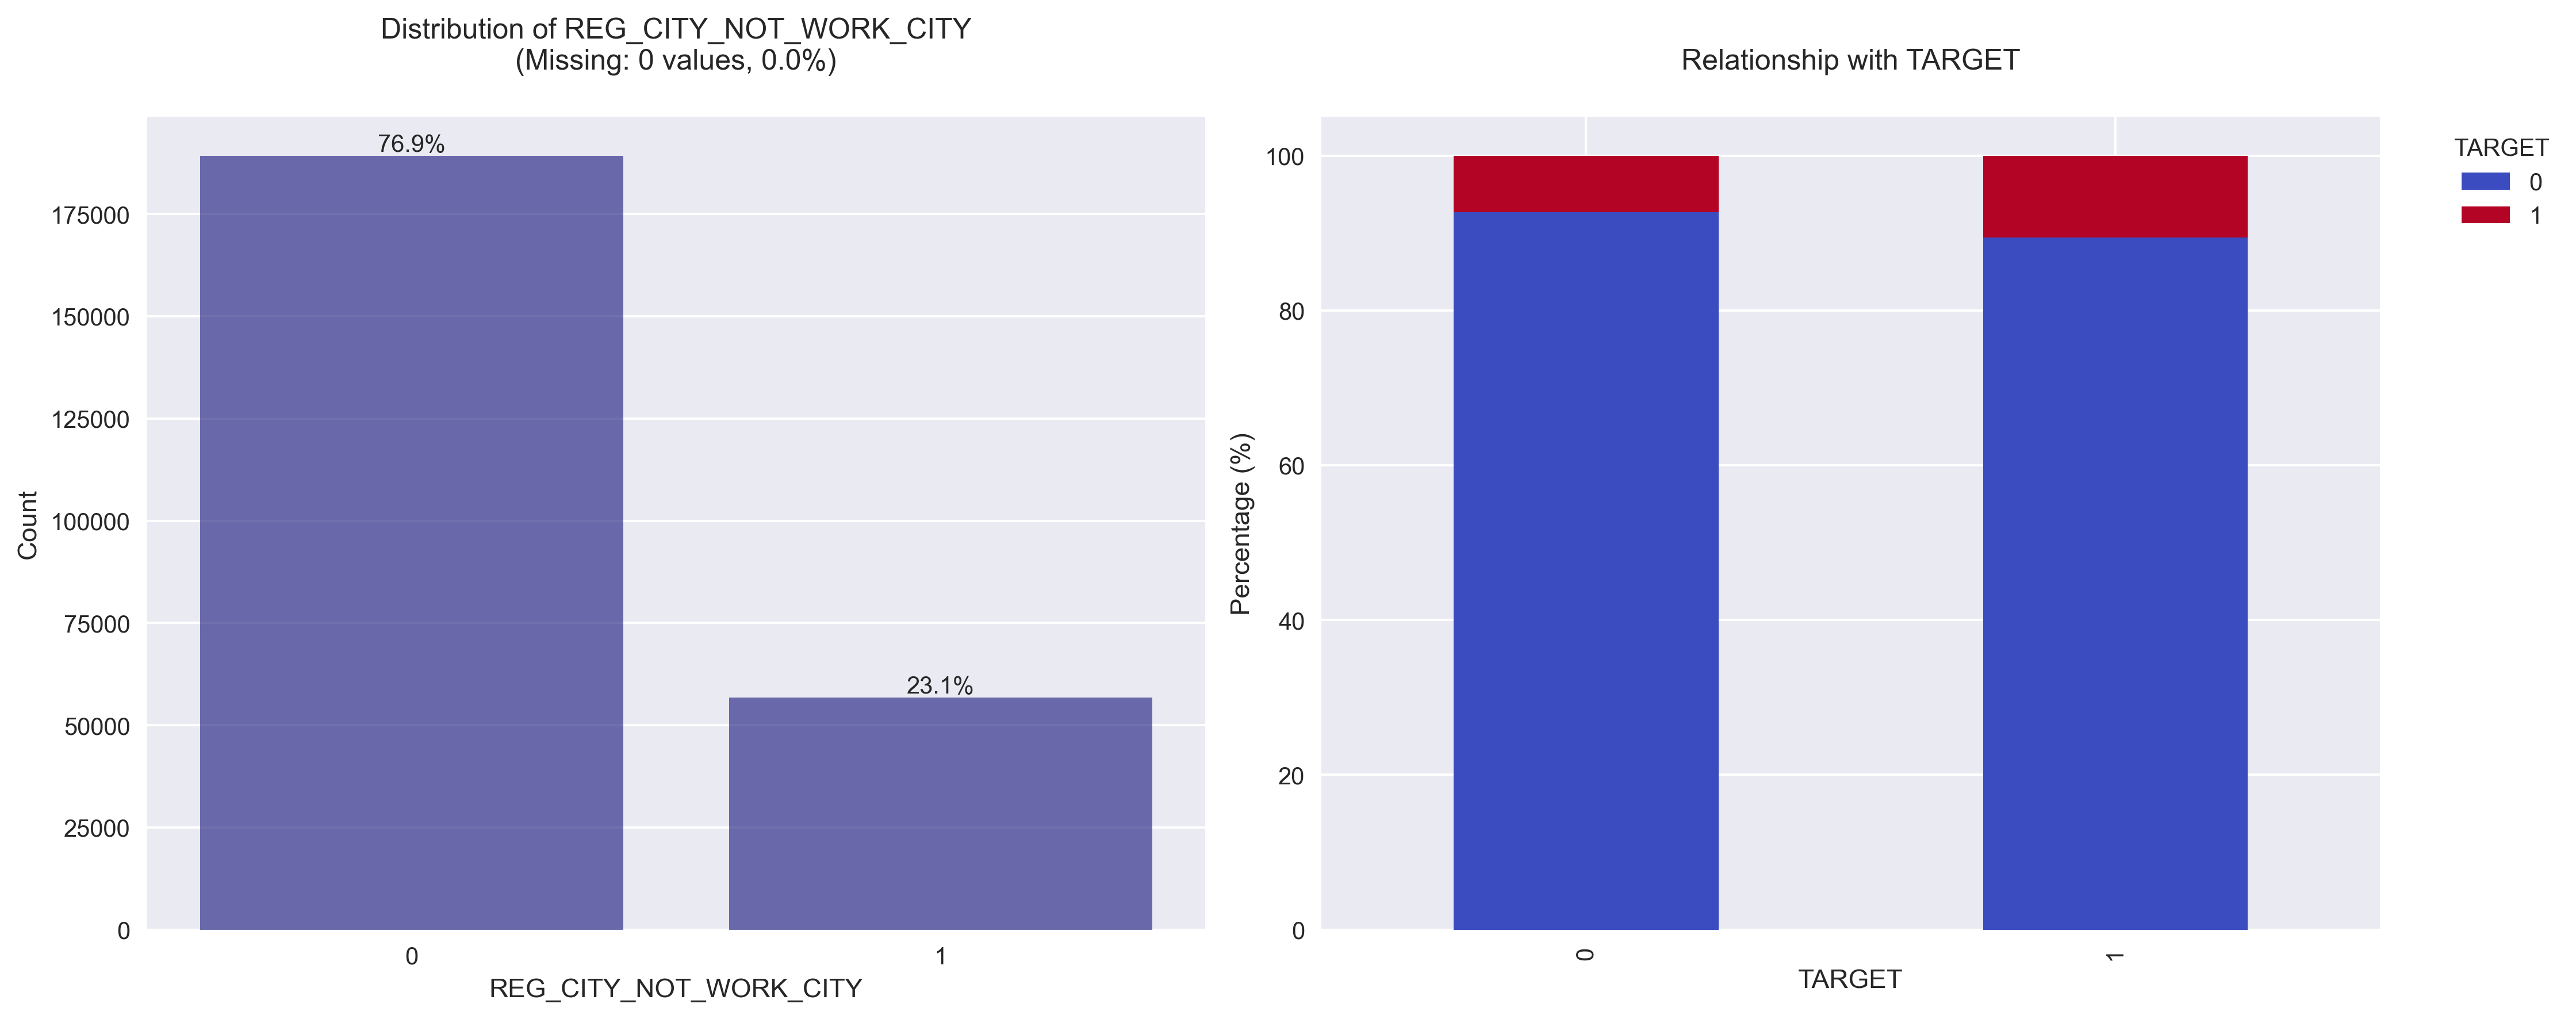 Distribution of REG_CITY_NOT_WORK_CITY
(Missing: 0 values, 0.0%)
76.9%
23.1%
175000
150000
125000
100000
75000
50000
25000
0
Count
0
1
REG_CITY_NOT_WORK_CITY
Relationship with TARGET
100
80
60
40
20
0
Percentage (%)
0
1
TARGET
TARGET
0
1